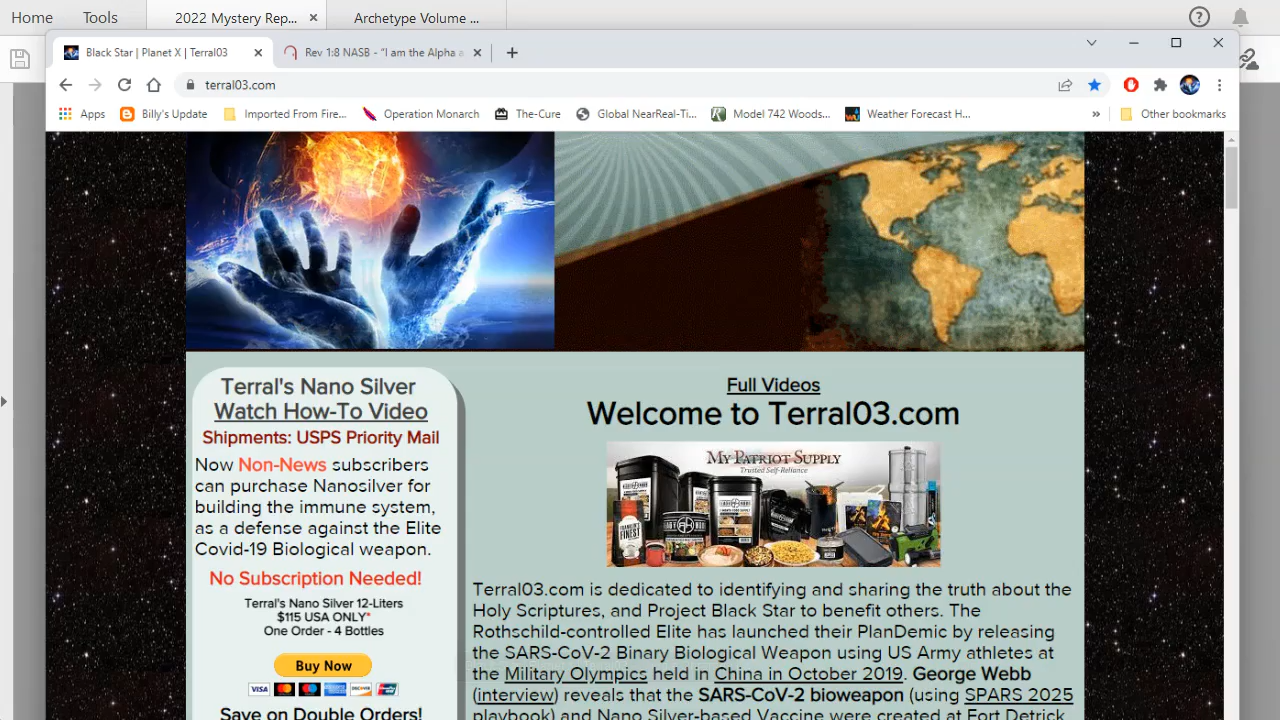 Home Tools 2022 Mystery Rep... Archetype Volume ...
Black Star | Planet X | Terral03 Rev 1:8 NASB - "I am the Alpha a
terral03.com
Apps Billy's Update Imported From Fire... Operation Monarch The-Cure Global NearReal-Ti... Model 742 Woods... Weather Forecast H... » Other bookmarks
Terral's Nano Silver
Watch How-To Video
Shipments: USPS Priority Mail
Now Non-News subscribers
can purchase Nanosilver for
building the immune system,
as a defense against the Elite
Covid-19 Biological weapon.
No Subscription Needed!
Terral's Nano Silver 12-Liters
$115 USA ONLY*
One Order - 4 Bottles
Buy Now
VISA DISCOVER
Save on Double Orders!
Full Videos
Welcome to Terral03.com
MY PATRIOT SUPPLY
Trusted Self-Reliance
Terral03.com is dedicated to identifying and sharing the truth about the
Holy Scriptures, and Project Black Star to benefit others. The
Rothschild-controlled Elite has launched their PlanDemic by releasing
the SARS-CoV-2 Binary Biological Weapon using US Army athletes at
the Military Olympics held in China in October 2019. George Webb
(interview) reveals that the SARS-CoV-2 bioweapon (using SPARS 2025
playbook) and Nano Silver-based Vaccine were created at Fort Detrick